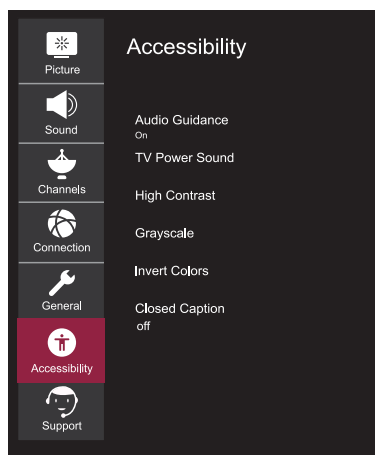 Picture
Sound
Channels
Connection
General
Accessibility
Support
Accessibility
Audio Guidance
On
TV Power Sound
High Contrast
Grayscale
Invert Colors
Closed Caption
off